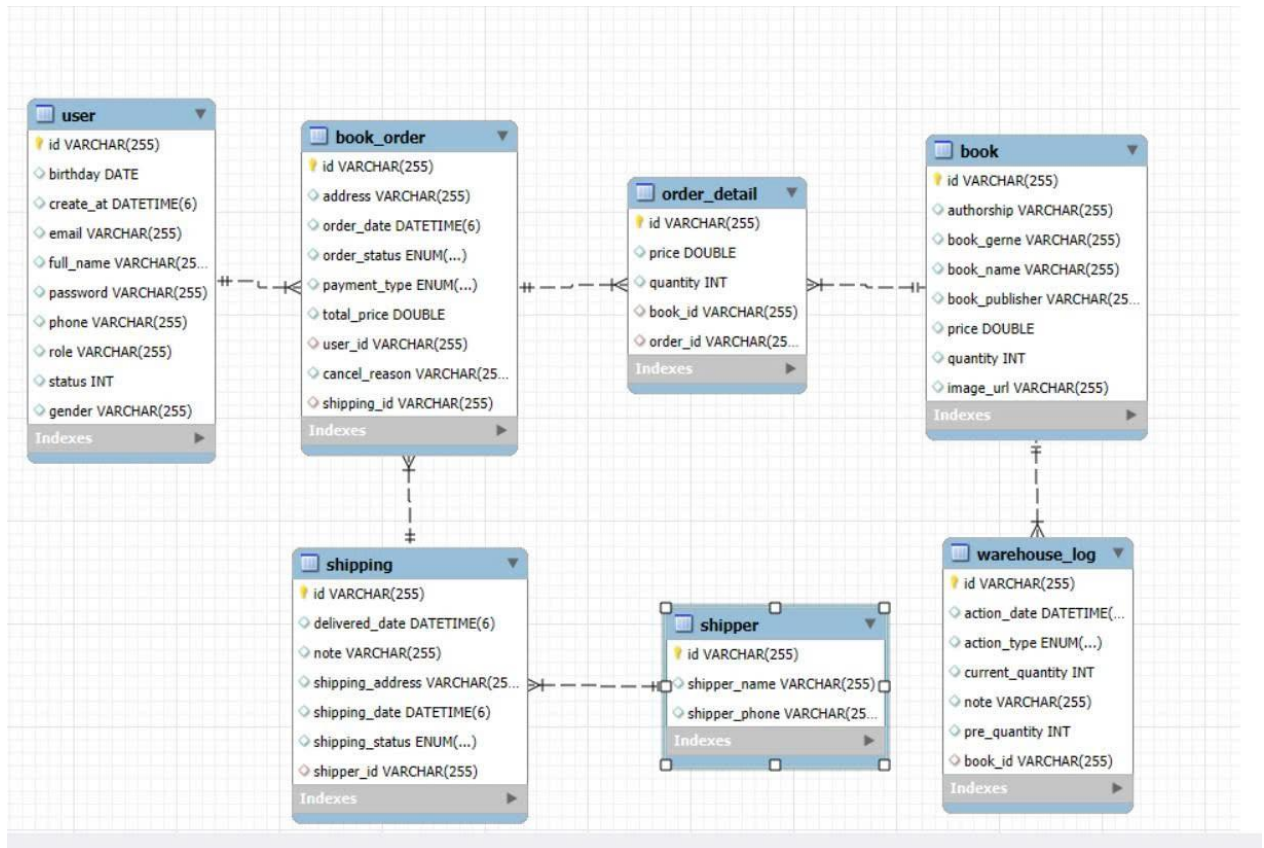 user
id VARCHAR(255)
birthday DATE
create_at DATETIME(6)
email VARCHAR(255)
full_name VARCHAR(25...
password VARCHAR(255)
phone VARCHAR(255)
role VARCHAR(255)
status INT
gender VARCHAR(255)
Indexes
book_order
id VARCHAR(255)
address VARCHAR(255)
order_date DATETIME(6)
order_status ENUM(...)
payment_type ENUM(...)
total_price DOUBLE
user_id VARCHAR(255)
cancel_reason VARCHAR(25...
shipping_id VARCHAR(255)
Indexes
order_detail
id VARCHAR(255)
price DOUBLE
quantity INT
book_id VARCHAR(255)
order_id VARCHAR(25...
Indexes
book
id VARCHAR(255)
authorship VARCHAR(255)
book_gerne VARCHAR(255)
book_name VARCHAR(255)
book_publisher VARCHAR(25...
price DOUBLE
quantity INT
image_url VARCHAR(255)
Indexes
shipping
id VARCHAR(255)
delivered_date DATETIME(6)
note VARCHAR(255)
shipping_address VARCHAR(25...
shipping_date DATETIME(6)
shipping_status ENUM(...)
shipper_id VARCHAR(255)
Indexes
shipper
id VARCHAR(255)
shipper_name VARCHAR(255)
shipper_phone VARCHAR(25...
Indexes
warehouse_log
id VARCHAR(255)
action_date DATETIME(...
action_type ENUM(...)
current_quantity INT
note VARCHAR(255)
pre_quantity INT
book_id VARCHAR(255)
Indexes